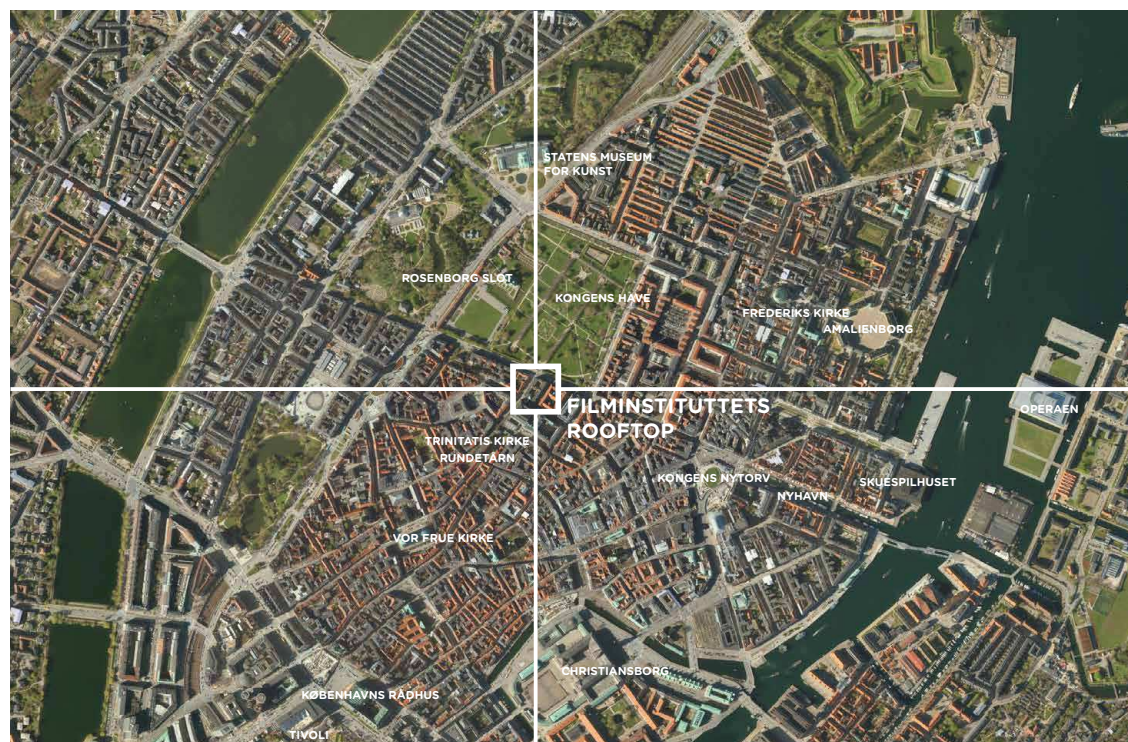 STATENS MUSEUM
FOR KUNST
ROSENBORG SLOT
KONGENS HAVE
FREDERIKS KIRKE
AMALIENBORG
FILMINSTITUTTETS
ROOFTOP
OPERAEN
TRINITATIS KIRKE
RUNDETÅRN
KONGENS NYTORV
SKUESPILHUSET
NYHAVN
VOR FRUE KIRKE
CHRISTIANSBORG
KØBENHAVNS RÅDHUS
TIVOLI